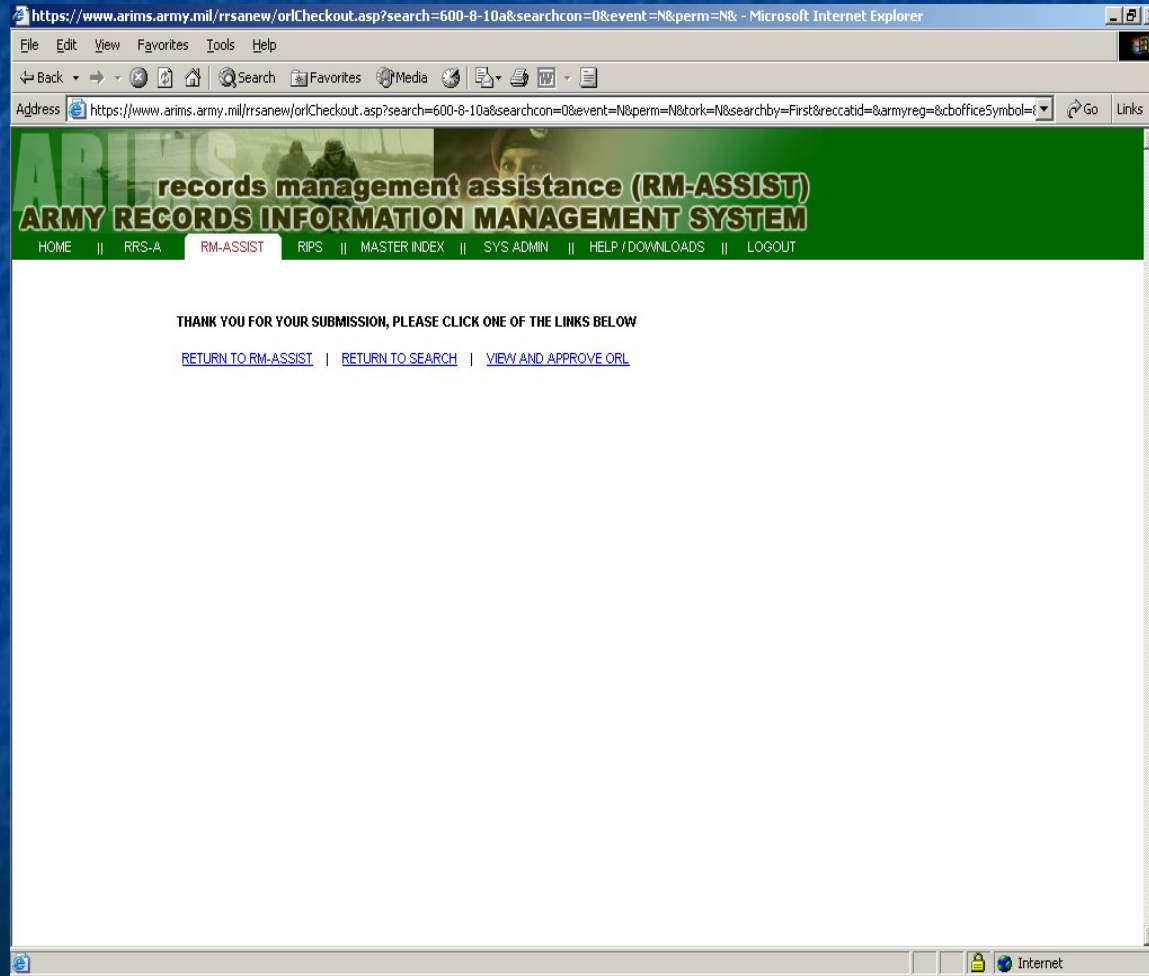 https://www.arims.army.mil/rrsanew/orlCheckout.asp?search=600-8-10a&searchcon=0&event=N&perm=N& - Microsoft Internet Explorer
File Edit View Favorites Tools Help
Back Search Favorites Media
Address https://www.arims.army.mil/rrsanew/orlCheckout.asp?search=600-8-10a&searchcon=0&event=N&perm=N&tork=N&searchby=First&reccatid=&armyreg=&cbofficeSymbol=& Go Links
ARIMS
records management assistance (RM-ASSIST)
ARMY RECORDS INFORMATION MANAGEMENT SYSTEM
HOME || RRS-A RM-ASSIST RIPS || MASTER INDEX || SYS ADMIN || HELP / DOWNLOADS || LOGOUT
THANK YOU FOR YOUR SUBMISSION, PLEASE CLICK ONE OF THE LINKS BELOW
RETURN TO RM-ASSIST | RETURN TO SEARCH | VIEW AND APPROVE ORL
Internet